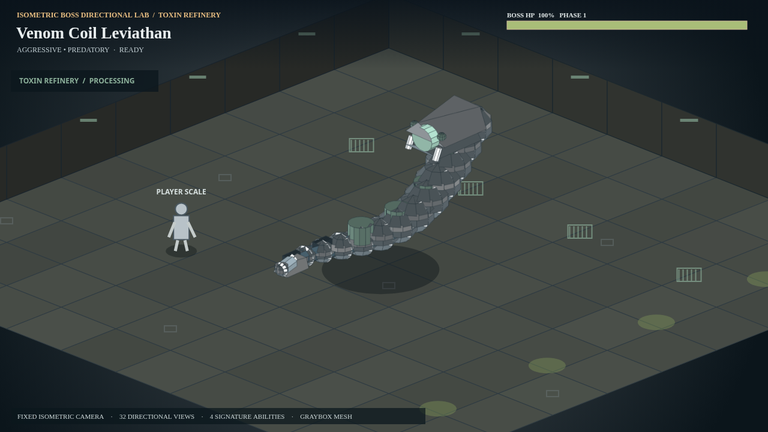 ISOMETRIC BOSS DIRECTIONAL LAB / TOXIN REFINERY
Venom Coil Leviathan
AGGRESSIVE • PREDATORY · READY
TOXIN REFINERY / PROCESSING
BOSS HP 100% PHASE 1
PLAYER SCALE
FIXED ISOMETRIC CAMERA · 32 DIRECTIONAL VIEWS · 4 SIGNATURE ABILITIES · GRAYBOX MESH